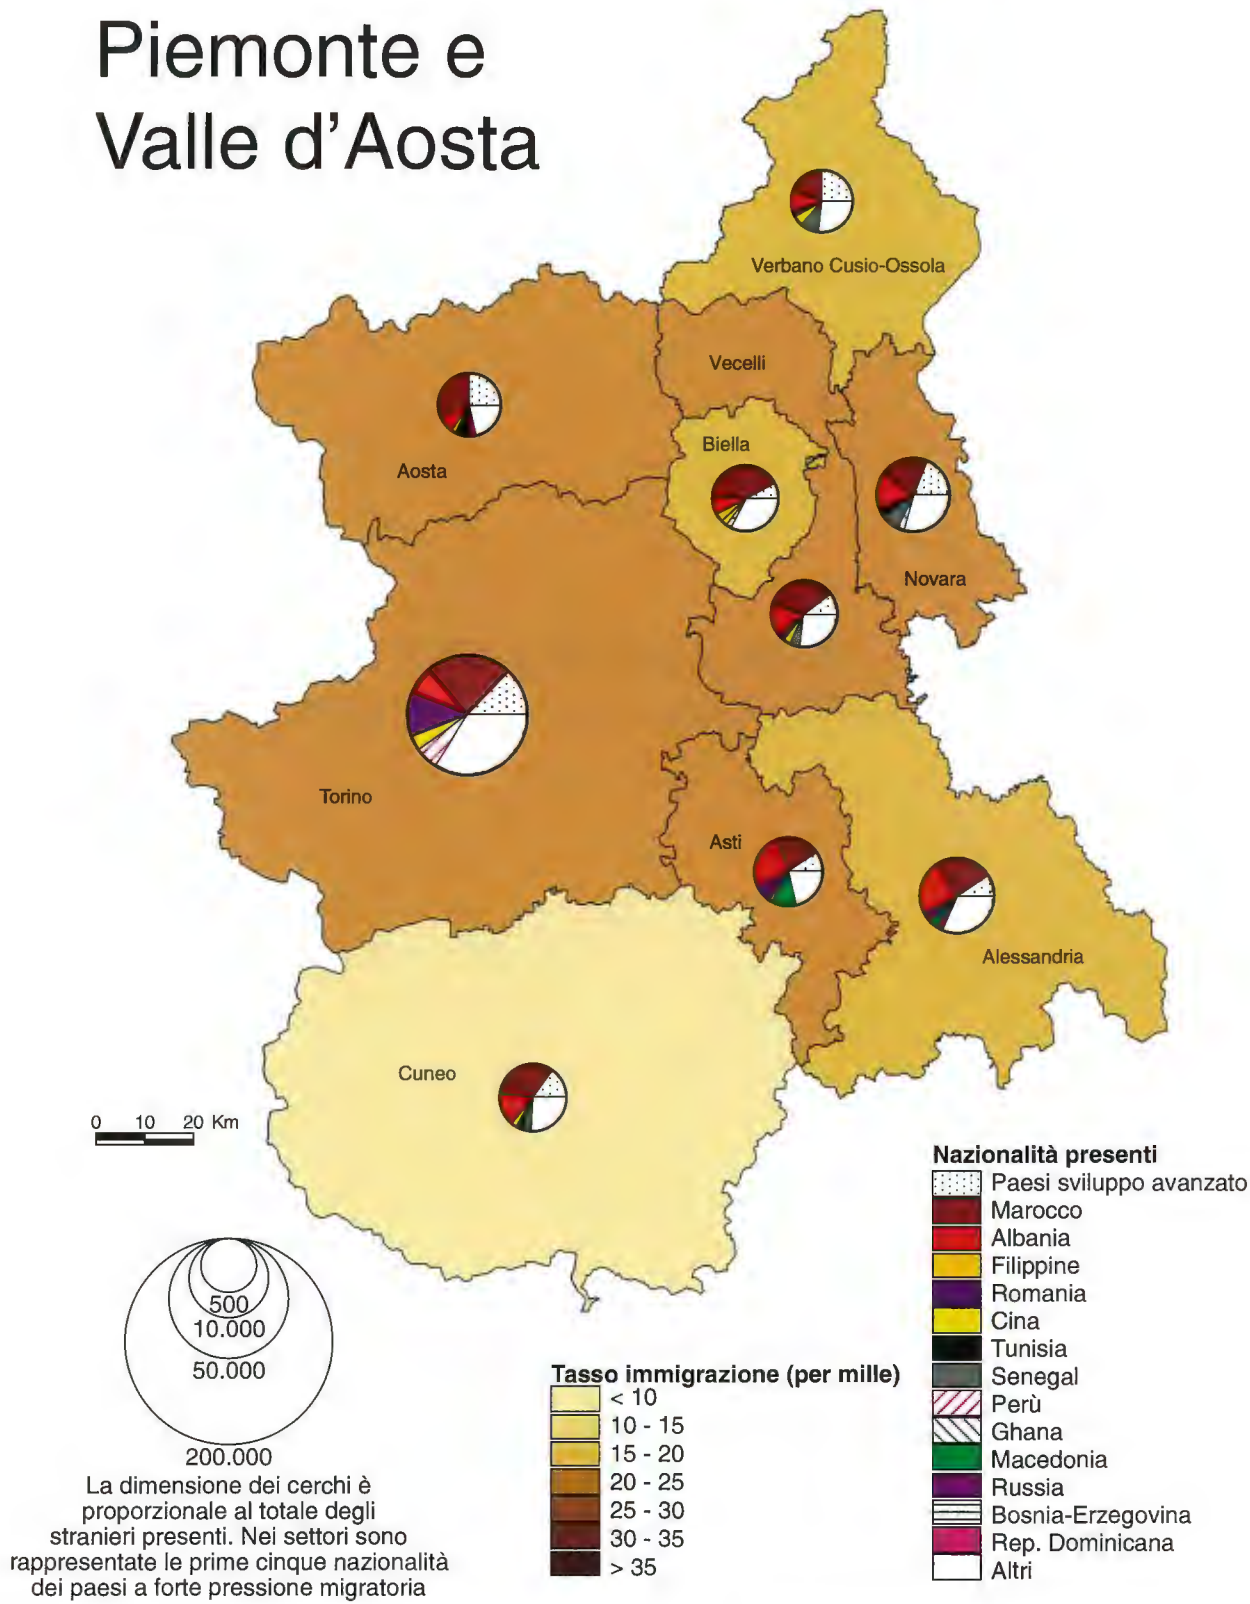 Piemonte e
Valle d'Aosta
Verbano Cusio-Ossola
Vecelli
Biella
Aosta
Novara
Torino
Asti
Alessandria
Cuneo
0 10 20 Km
500
10.000
50.000
200.000
La dimensione dei cerchi è
proporzionale al totale degli
stranieri presenti. Nei settori sono
rappresentate le prime cinque nazionalità
dei paesi a forte pressione migratoria
Tasso immigrazione (per mille)
< 10
10 - 15
15 - 20
20 - 25
25 - 30
30 - 35
> 35
Nazionalità presenti
Paesi sviluppo avanzato
Marocco
Albania
Filippine
Romania
Cina
Tunisia
Senegal
Perù
Ghana
Macedonia
Russia
Bosnia-Erzegovina
Rep. Dominicana
Altri